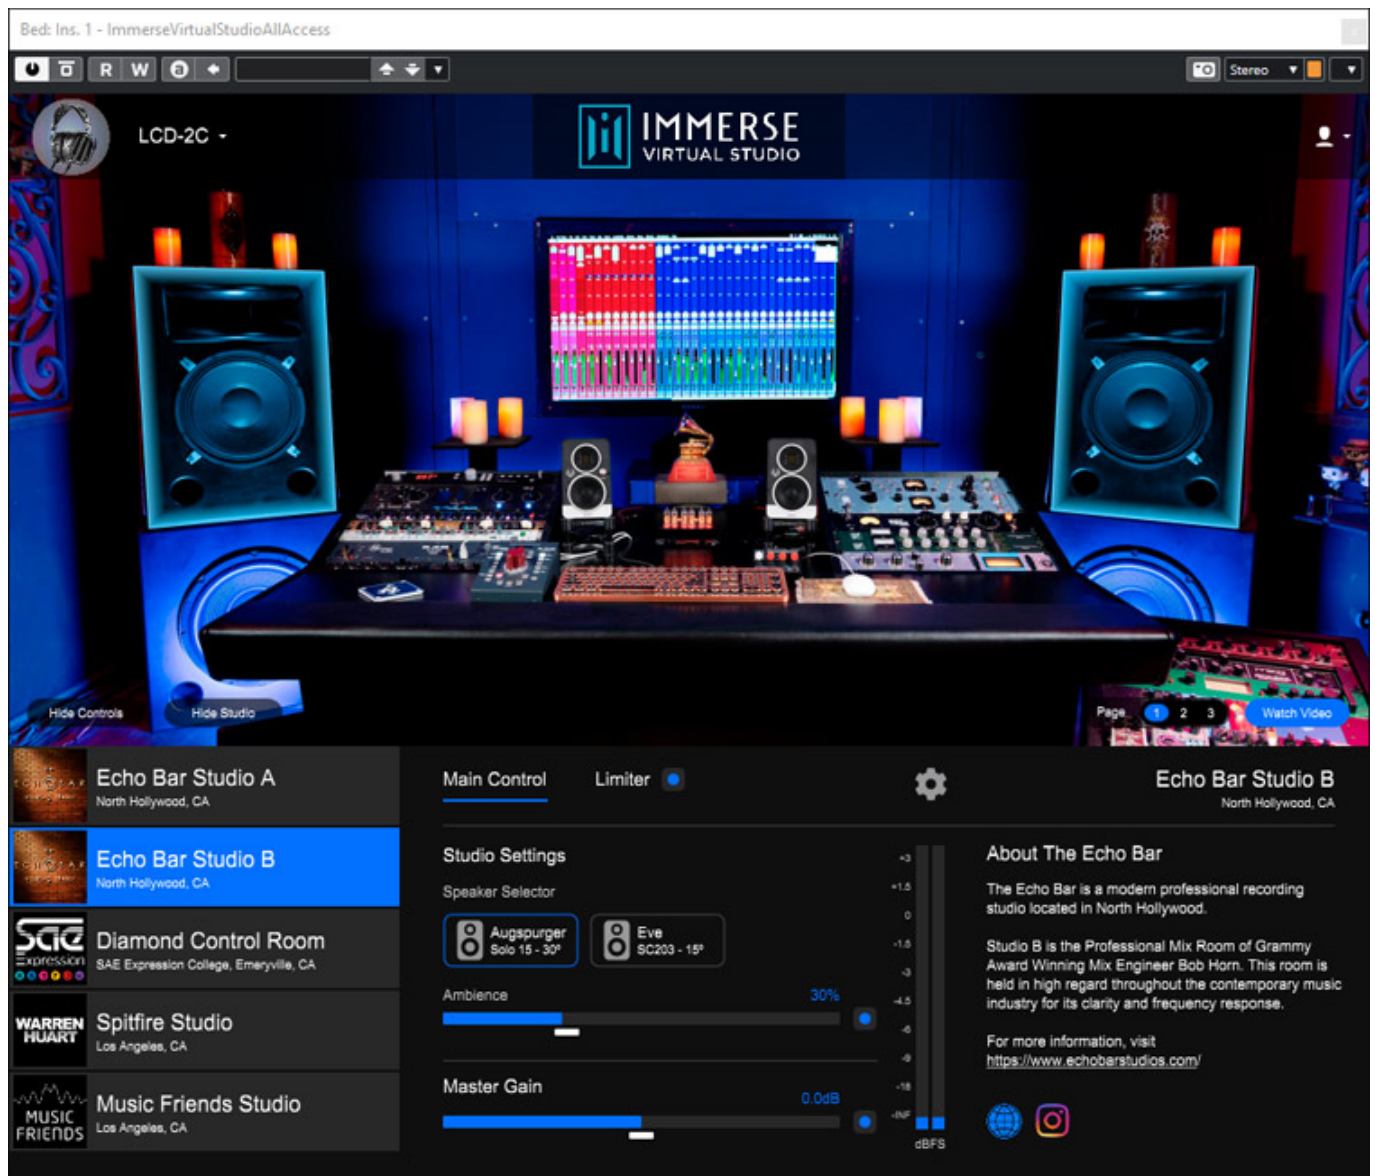 Bed: Ins. 1 - ImmerseVirtualStudioAllAccess
R W a Stereo
LCD-2C
IMMERSE
VIRTUAL STUDIO
Hide Controls
Hide Studio
Page 1 2 3
Watch Video
Echo Bar Studio A
North Hollywood, CA
Echo Bar Studio B
North Hollywood, CA
SAE
Expression
Diamond Control Room
SAE Expression College, Emeryville, CA
WARREN
HUART
Spitfire Studio
Los Angeles, CA
MUSIC
FRIENDS
Music Friends Studio
Los Angeles, CA
Main Control
Limiter
Studio Settings
Speaker Selector
Augspurger
Solo 15 - 30º
Eve
SC203 - 15º
Ambience
30%
Master Gain
0.0dB
+3
+1.5
0
-1.5
-3
-4.5
-6
-9
-18
-INF
dBFS
Echo Bar Studio B
North Hollywood, CA
About The Echo Bar
The Echo Bar is a modern professional recording
studio located in North Hollywood.
Studio B is the Professional Mix Room of Grammy
Award Winning Mix Engineer Bob Horn. This room is
held in high regard throughout the contemporary music
industry for its clarity and frequency response.
For more information, visit
https://www.echobarstudios.com/